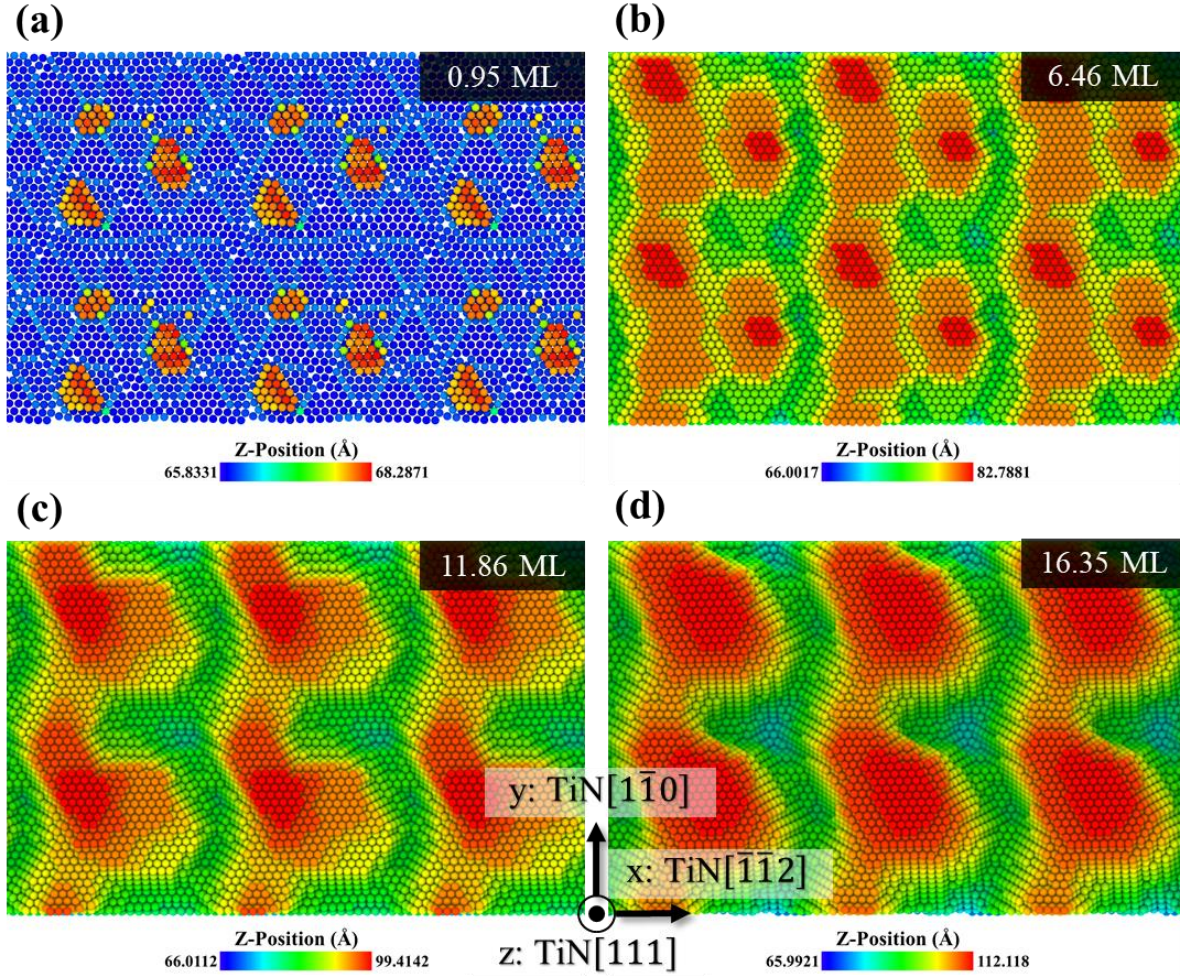 (a)
0.95 ML
Z-Position (Å)
65.8331 68.2871
(b)
6.46 ML
Z-Position (Å)
66.0017 82.7881
(c)
11.86 ML
Z-Position (Å)
66.0112 99.4142
(d)
16.35 ML
Z-Position (Å)
65.9921 112.118
y: TiN[11̄0]
x: TiN[1̄1̄2]
z: TiN[111]